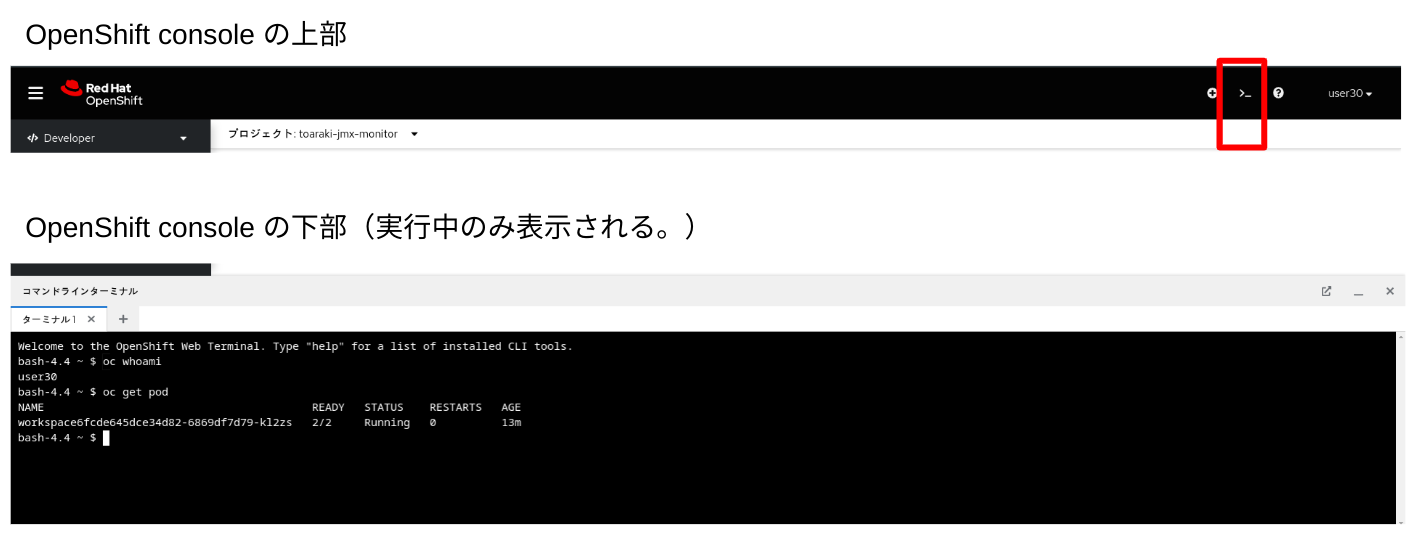 OpenShift console の上部
Red Hat
OpenShift
>_
user30
Developer
プロジェクト: toaraki-jmx-monitor
OpenShift console の下部（実行中のみ表示される。）
コマンドラインターミナル
ターミナル 1
Welcome to the OpenShift Web Terminal. Type "help" for a list of installed CLI tools.
bash-4.4 ~ $ oc whoami
user30
bash-4.4 ~ $ oc get pod
NAME READY STATUS RESTARTS AGE
workspace6fcde645dce34d82-6869df7d79-kl2zs 2/2 Running 0 13m
bash-4.4 ~ $